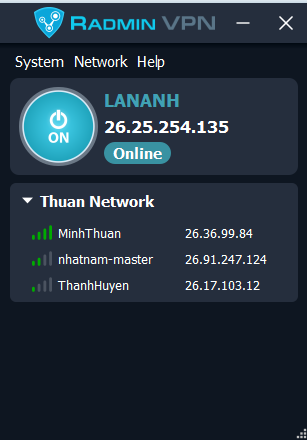 RADMIN VPN
System Network Help
LANANH
26.25.254.135
ON
Online
Thuan Network
MinhThuan 26.36.99.84
nhatnam-master 26.91.247.124
ThanhHuyen 26.17.103.12